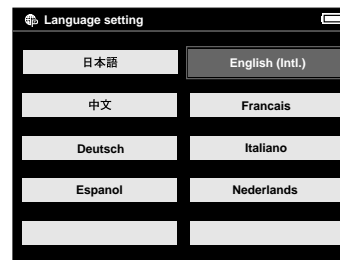 Language setting
日本語
English (Intl.)
中文
Francais
Deutsch
Italiano
Espanol
Nederlands